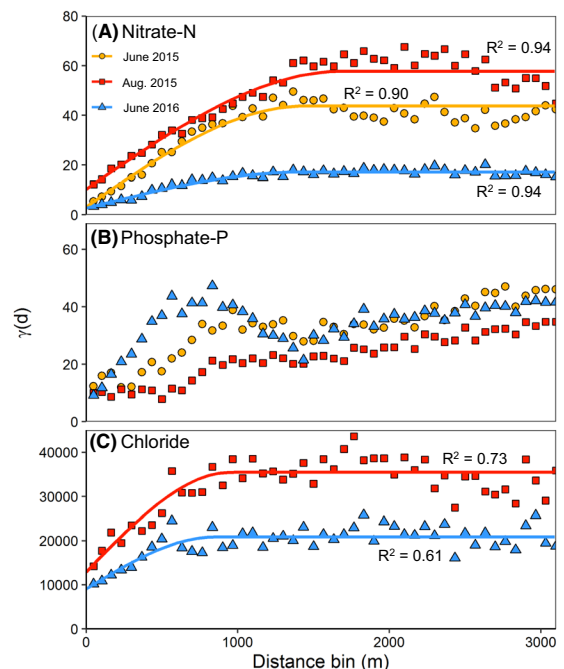 (A) Nitrate-N
June 2015
Aug. 2015
June 2016
R² = 0.94
R² = 0.90
R² = 0.94
80
60
40
20
0
(B) Phosphate-P
60
40
20
0
γ(d)
(C) Chloride
R² = 0.73
R² = 0.61
40000
30000
20000
10000
0
0 1000 2000 3000
Distance bin (m)